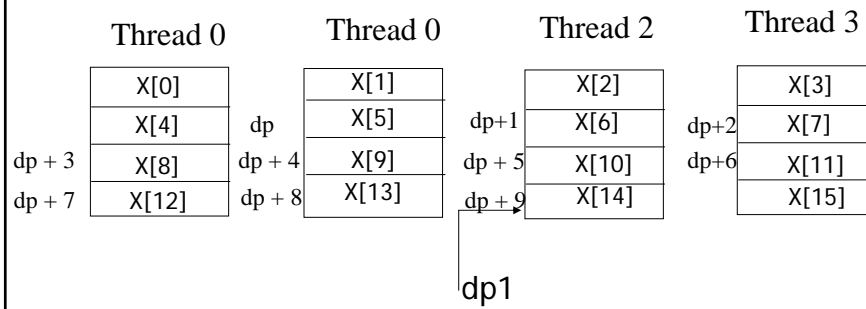 Thread 0 Thread 0 Thread 2 Thread 3
X[0] X[1] X[2] X[3]
X[4] dp X[5] dp+1 X[6] dp+2 X[7]
dp + 3 X[8] dp + 4 X[9] dp + 5 X[10] dp+6 X[11]
dp + 7 X[12] dp + 8 X[13] dp + 9 X[14] X[15]
dp1